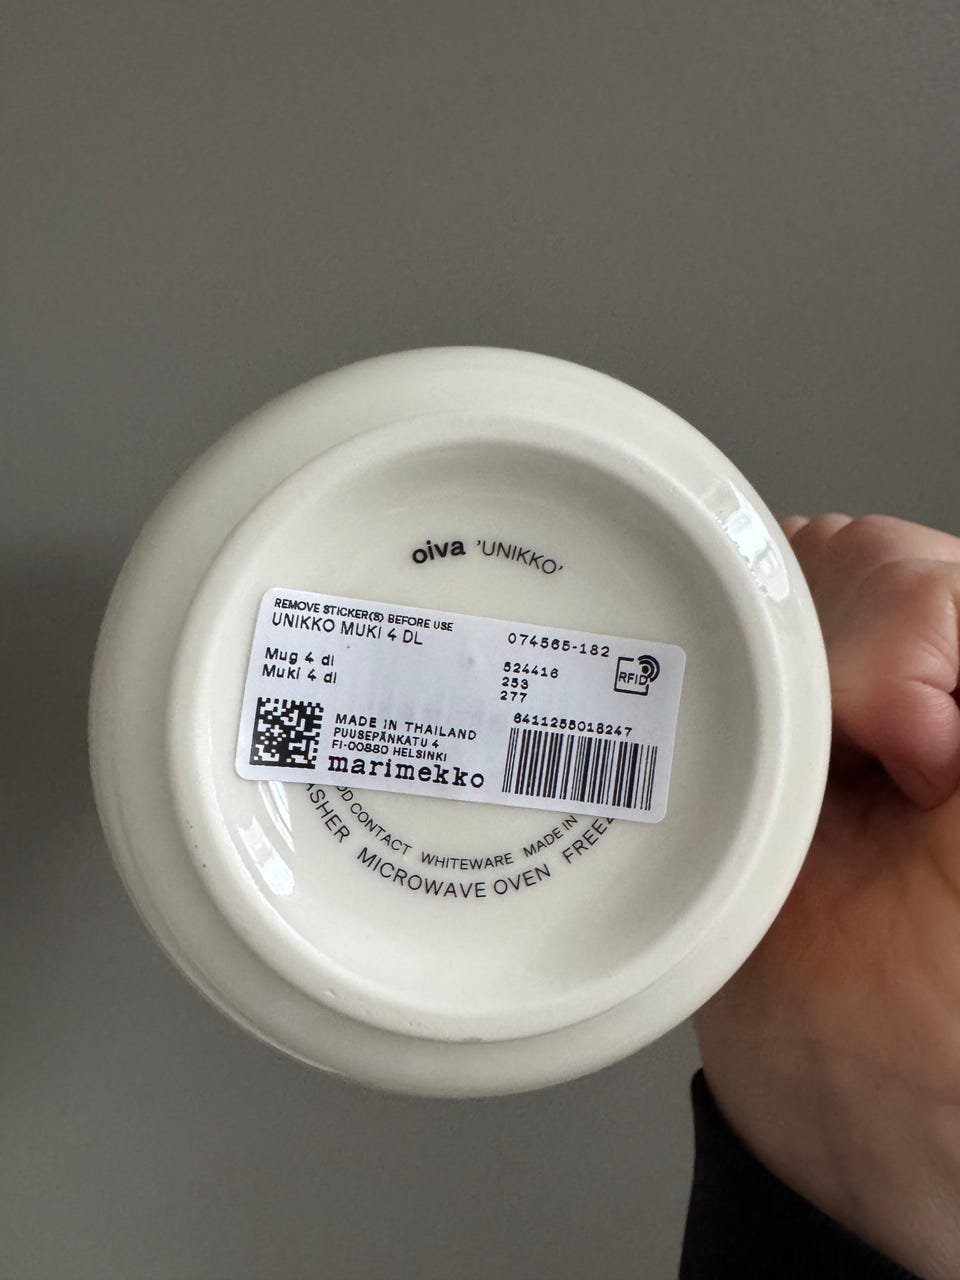 oiva 'UNIKKO'
REMOVE STICKER(S) BEFORE USE
UNIKKO MUKI 4 DL
074565-182
Mug 4 dl
Muki 4 dl
524416
253
277
RFID
MADE IN THAILAND
PUUSEPÄNKATU 4
FI-00880 HELSINKI
marimekko
6411255018247
CONTACT WHITEWARE MADE IN
MICROWAVE OVEN